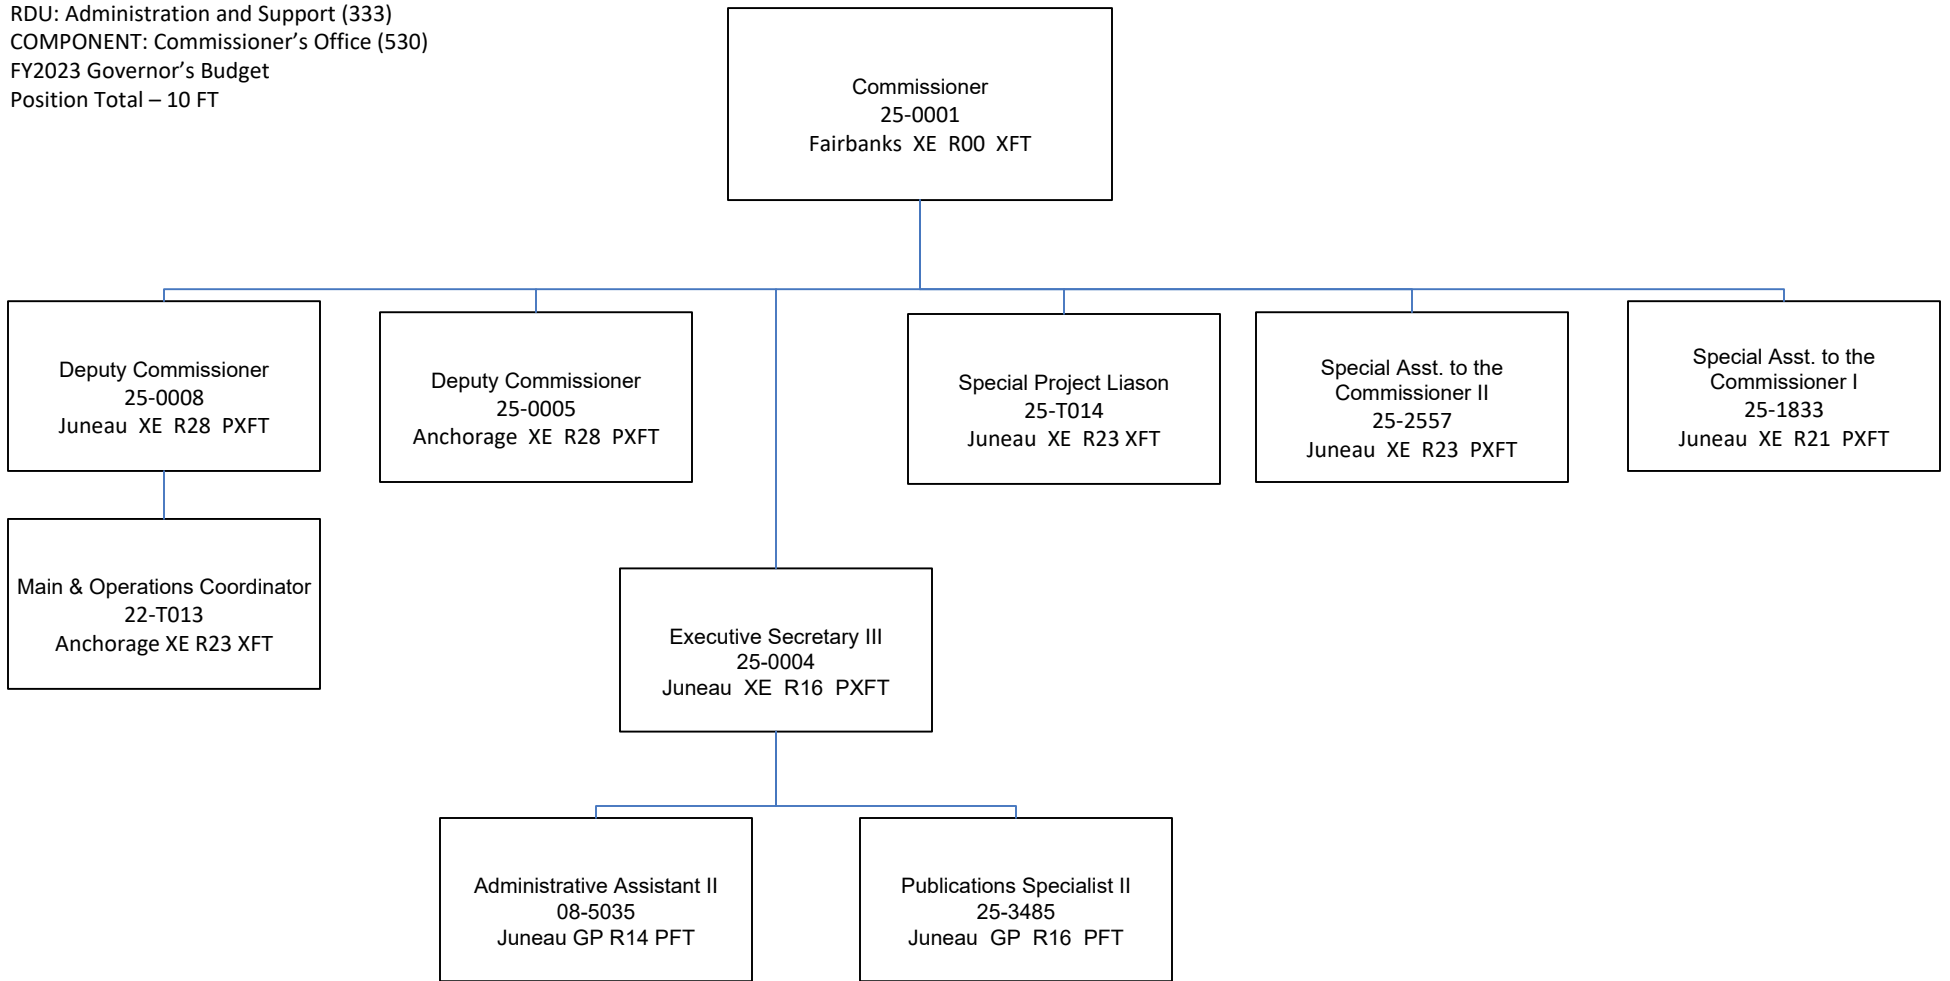 RDU: Administration and Support (333)
COMPONENT: Commissioner’s Office (530)
FY2023 Governor’s Budget
Position Total – 10 FT
Commissioner
25-0001
Fairbanks XE R00 XFT
Deputy Commissioner
25-0008
Juneau XE R28 PXFT
Deputy Commissioner
25-0005
Anchorage XE R28 PXFT
Special Project Liason
25-T014
Juneau XE R23 XFT
Special Asst. to the
Commissioner II
25-2557
Juneau XE R23 PXFT
Special Asst. to the
Commissioner I
25-1833
Juneau XE R21 PXFT
Main & Operations Coordinator
22-T013
Anchorage XE R23 XFT
Executive Secretary III
25-0004
Juneau XE R16 PXFT
Administrative Assistant II
08-5035
Juneau GP R14 PFT
Publications Specialist II
25-3485
Juneau GP R16 PFT